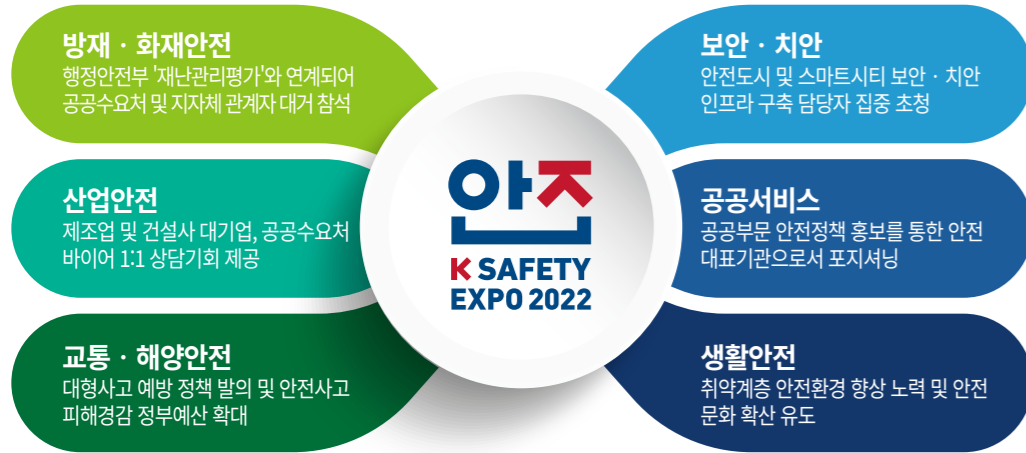 방재 · 화재안전
행정안전부 '재난관리평가'와 연계되어
공공수요처 및 지자체 관계자 대거 참석
산업안전
제조업 및 건설사 대기업, 공공수요처
바이어 1:1 상담기회 제공
교통 · 해양안전
대형사고 예방 정책 발의 및 안전사고
피해경감 정부예산 확대
K SAFETY
EXPO 2022
보안 · 치안
안전도시 및 스마트시티 보안 · 치안
인프라 구축 담당자 집중 초청
공공서비스
공공부문 안전정책 홍보를 통한 안전
대표기관으로서 포지셔닝
생활안전
취약계층 안전환경 향상 노력 및 안전
문화 확산 유도